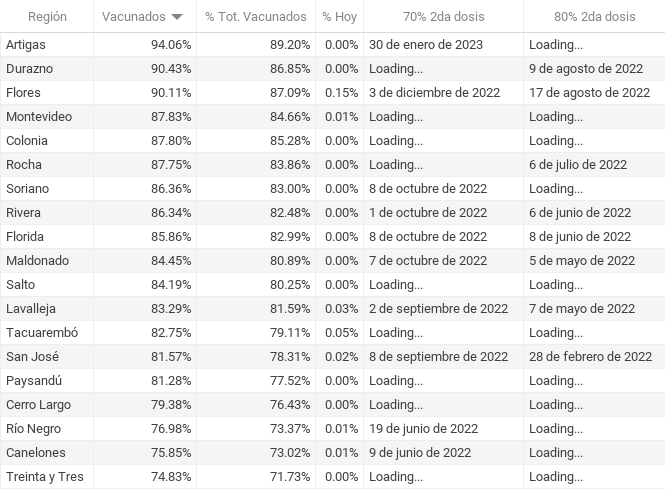 Región Vacunados % Tot. Vacunados % Hoy 70% 2da dosis 80% 2da dosis
Artigas 94.06% 89.20% 0.00% 30 de enero de 2023 Loading...
Durazno 90.43% 86.85% 0.00% Loading... 9 de agosto de 2022
Flores 90.11% 87.09% 0.15% 3 de diciembre de 2022 17 de agosto de 2022
Montevideo 87.83% 84.66% 0.01% Loading... Loading...
Colonia 87.80% 85.28% 0.00% Loading... Loading...
Rocha 87.75% 83.86% 0.00% Loading... 6 de julio de 2022
Soriano 86.36% 83.00% 0.00% 8 de octubre de 2022 Loading...
Rivera 86.34% 82.48% 0.00% 1 de octubre de 2022 6 de junio de 2022
Florida 85.86% 82.99% 0.00% 8 de octubre de 2022 8 de junio de 2022
Maldonado 84.45% 80.89% 0.00% 7 de octubre de 2022 5 de mayo de 2022
Salto 84.19% 80.25% 0.00% Loading... Loading...
Lavalleja 83.29% 81.59% 0.03% 2 de septiembre de 2022 7 de mayo de 2022
Tacuarembó 82.75% 79.11% 0.05% Loading... Loading...
San José 81.57% 78.31% 0.02% 8 de septiembre de 2022 28 de febrero de 2022
Paysandú 81.28% 77.52% 0.00% Loading... Loading...
Cerro Largo 79.38% 76.43% 0.00% Loading... Loading...
Río Negro 76.98% 73.37% 0.01% 19 de junio de 2022 Loading...
Canelones 75.85% 73.02% 0.01% 9 de junio de 2022 Loading...
Treinta y Tres 74.83% 71.73% 0.00% Loading... Loading...